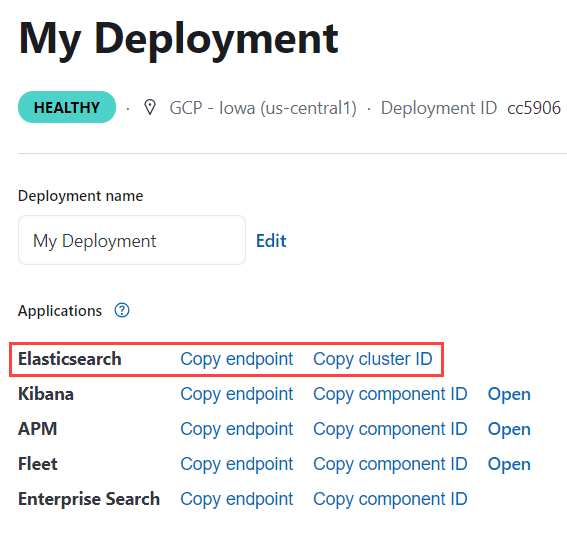 My Deployment
HEALTHY · GCP - Iowa (us-central1) · Deployment ID cc5906
Deployment name
My Deployment Edit
Applications ?
Elasticsearch Copy endpoint Copy cluster ID
Kibana Copy endpoint Copy component ID Open
APM Copy endpoint Copy component ID Open
Fleet Copy endpoint Copy component ID Open
Enterprise Search Copy endpoint Copy component ID